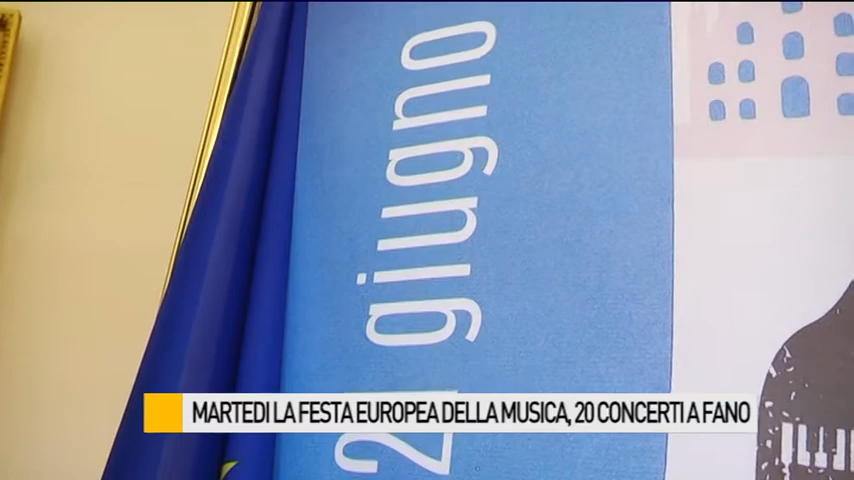 21 giugno
MARTEDI LA FESTA EUROPEA DELLA MUSICA, 20 CONCERTI A FANO